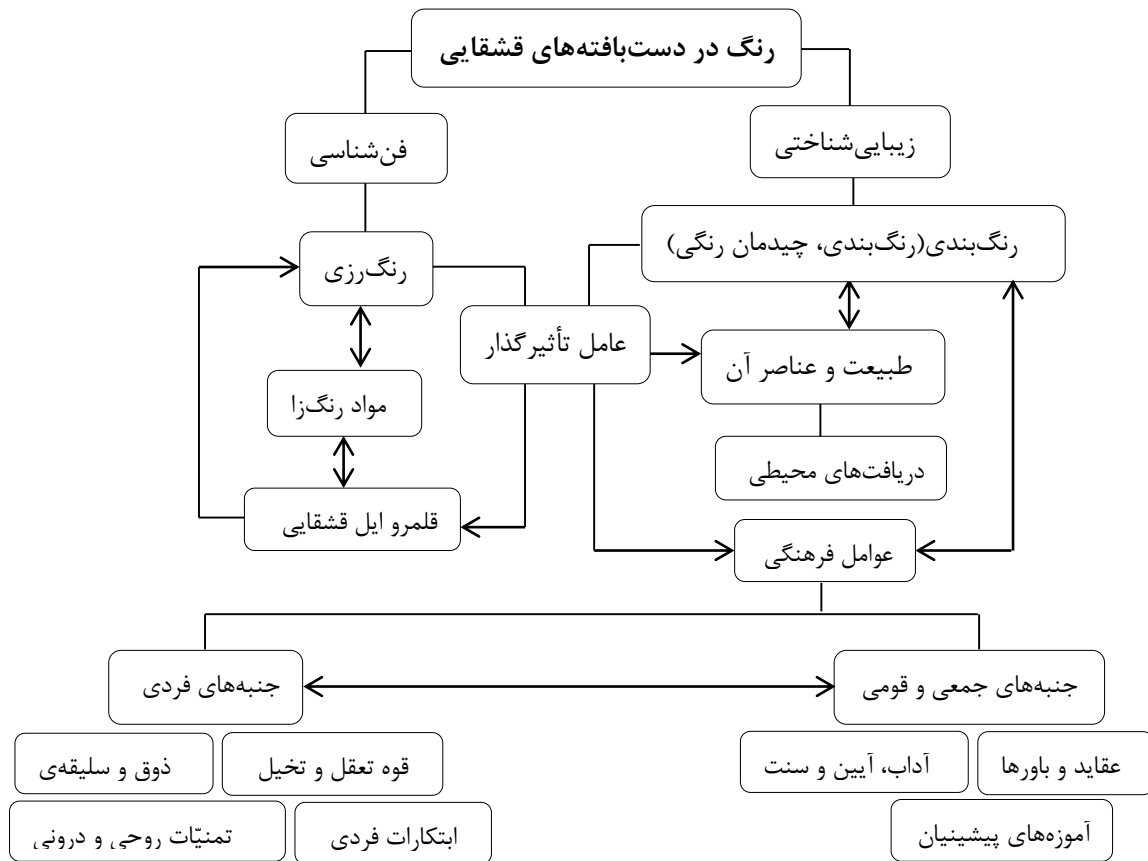 رنگ در دست‌بافته‌های قشقایی
زیبایی‌شناختی
فن‌شناسی
رنگ‌بندی(رنگ‌بندی، چیدمان رنگی)
رنگ‌رزی
عامل تأثیرگذار
طبیعت و عناصر آن
مواد رنگ‌زا
دریافت‌های محیطی
قلمرو ایل قشقایی
عوامل فرهنگی
جنبه‌های جمعی و قومی
جنبه‌های فردی
عقاید و باورها
آداب، آیین و سنت
قوه تعقل و تخیل
ذوق و سلیقه‌ی
آموزه‌های پیشینیان
ابتکارات فردی
تمنیّات روحی و درونی